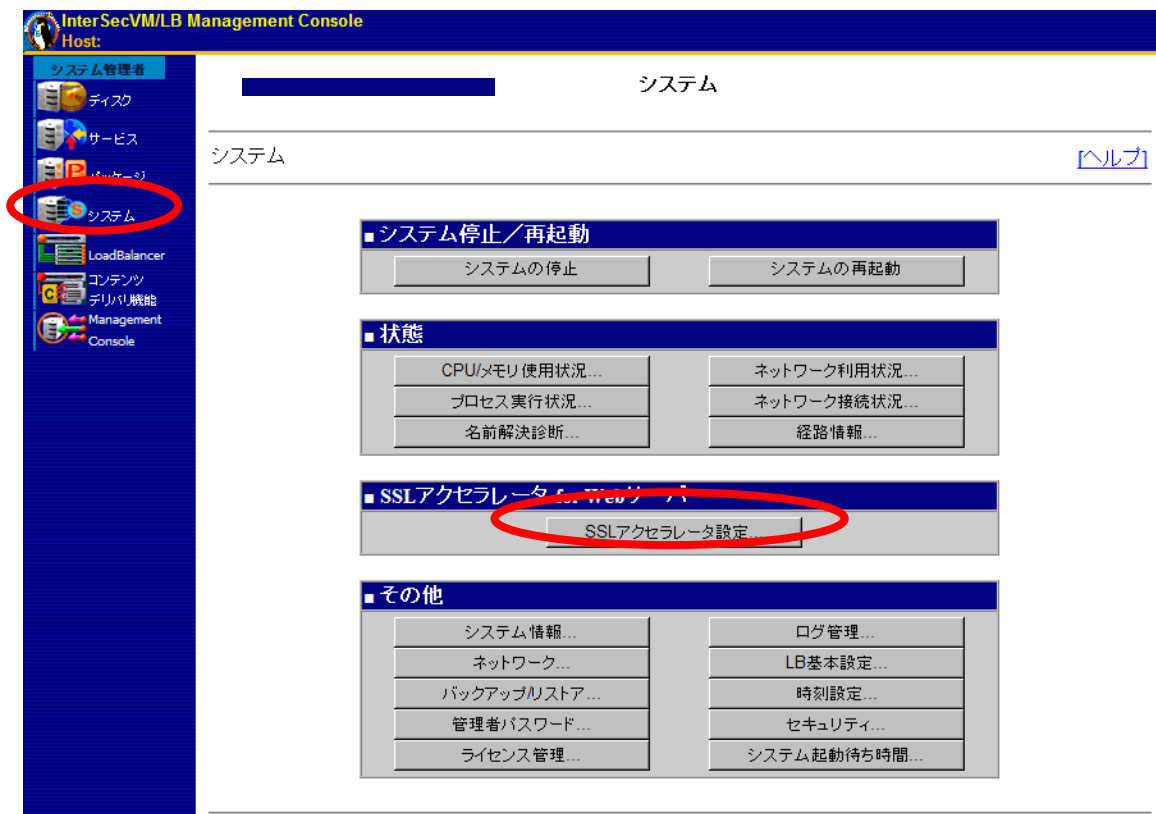 InterSecVM/LB Management Console
Host:
システム管理者
ディスク
サービス
パッケージ
システム
LoadBalancer
コンテンツ
デリバリ機能
Management
Console
システム
システム
[ヘルプ]
■システム停止／再起動
システムの停止
システムの再起動
■状態
CPU/メモリ使用状況...
ネットワーク利用状況...
プロセス実行状況...
ネットワーク接続状況...
名前解決診断...
経路情報...
■SSLアクセラレータ for Webサーバ
SSLアクセラレータ設定...
■その他
システム情報...
ログ管理...
ネットワーク...
LB基本設定...
バックアップ/リストア...
時刻設定...
管理者パスワード...
セキュリティ...
ライセンス管理...
システム起動待ち時間...